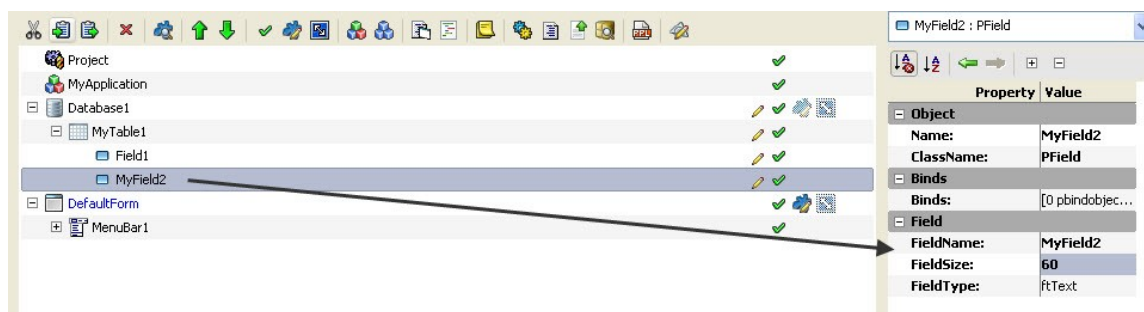 MyField2 : PField
Project
MyApplication
Database1
MyTable1
Field1
MyField2
DefaultForm
MenuBar1
Property Value
Object
Name: MyField2
ClassName: PField
Binds
Binds: [0 pbindobjec...
Field
FieldName: MyField2
FieldSize: 60
FieldType: ftText